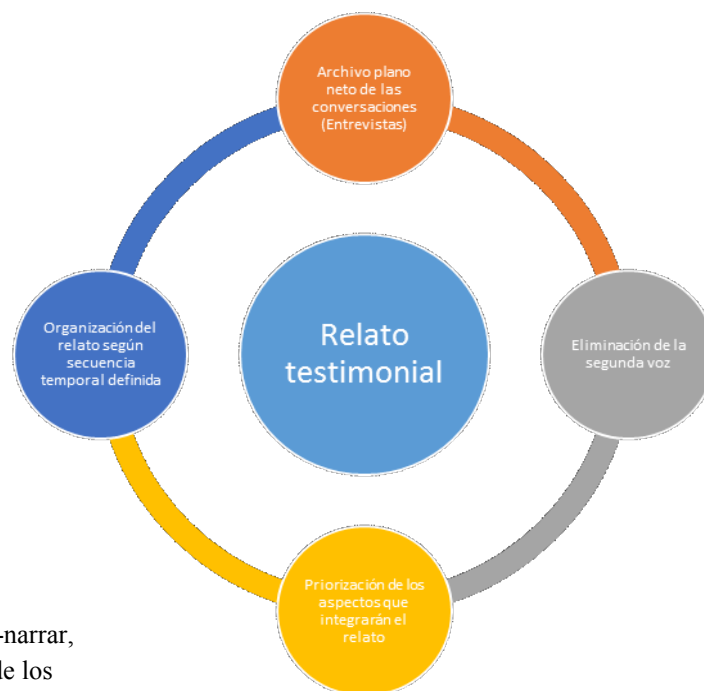 Archivo plano
neto de las
conversaciones
(Entrevistas)
Organización del
relato según
secuencia
temporal definida
Relato
testimonial
Eliminación de la
segunda voz
Priorización de los
aspectos que
integrarán el
relato
-narrar,
de los